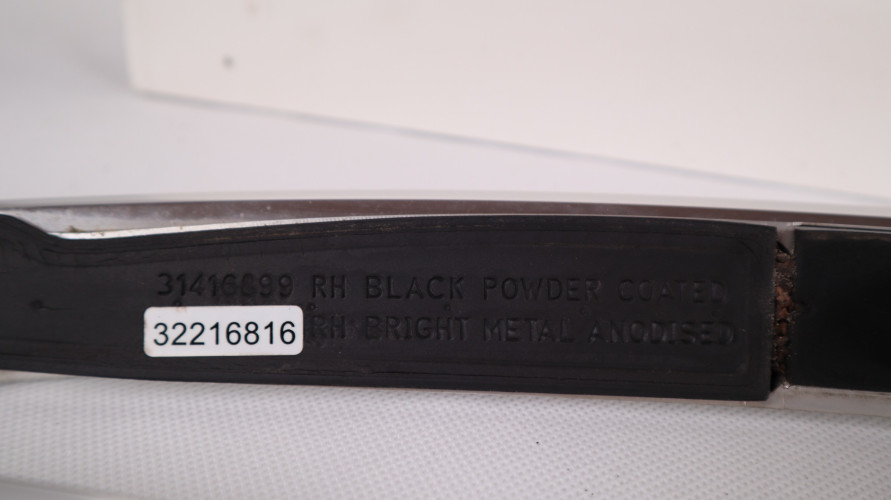 31416899 RH BLACK POWDER COATED
32216816 RH BRIGHT METAL ANODISED